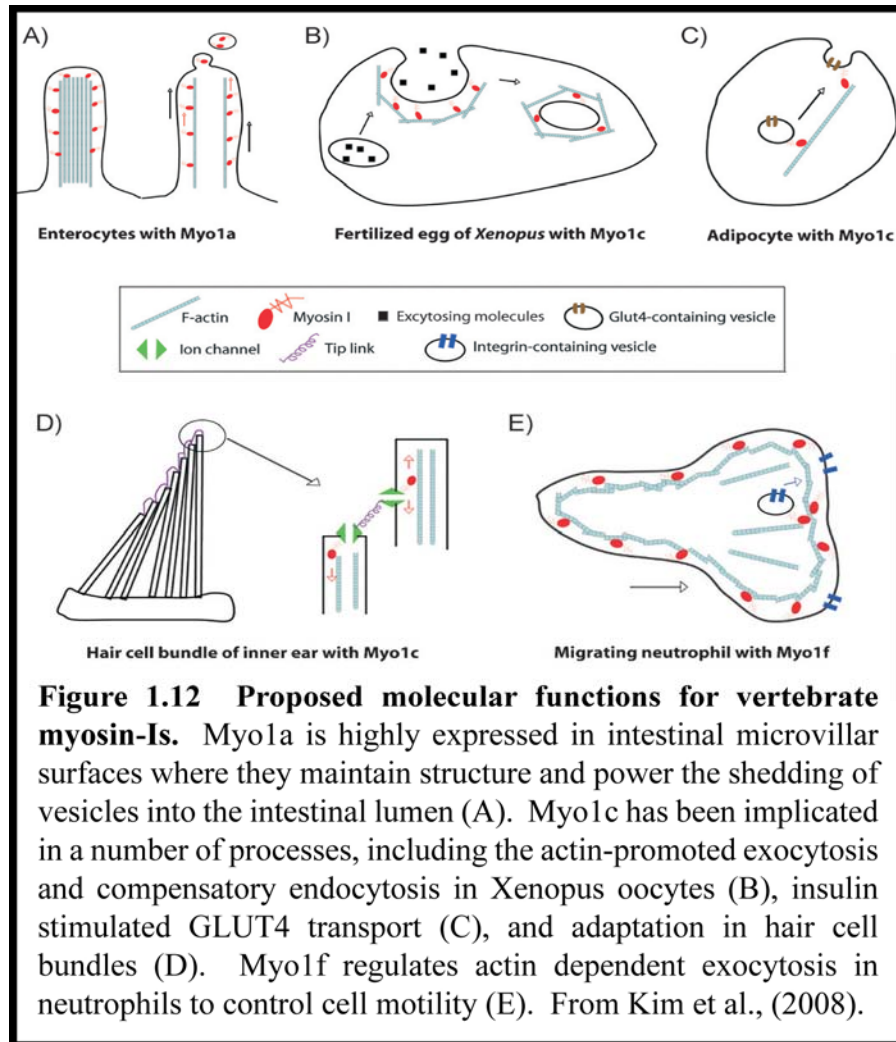 A)
B)
C)
Enterocytes with Myo1a
Fertilized egg of Xenopus with Myo1c
Adipocyte with Myo1c
F-actin
Myosin I
Excytosing molecules
Glut4-containing vesicle
Ion channel
Tip link
Integrin-containing vesicle
D)
E)
Hair cell bundle of inner ear with Myo1c
Migrating neutrophil with Myo1f
Figure 1.12 Proposed molecular functions for vertebrate
myosin-Is. Myo1a is highly expressed in intestinal microvillar
surfaces where they maintain structure and power the shedding of
vesicles into the intestinal lumen (A). Myo1c has been implicated
in a number of processes, including the actin-promoted exocytosis
and compensatory endocytosis in Xenopus oocytes (B), insulin
stimulated GLUT4 transport (C), and adaptation in hair cell
bundles (D). Myo1f regulates actin dependent exocytosis in
neutrophils to control cell motility (E). From Kim et al., (2008).